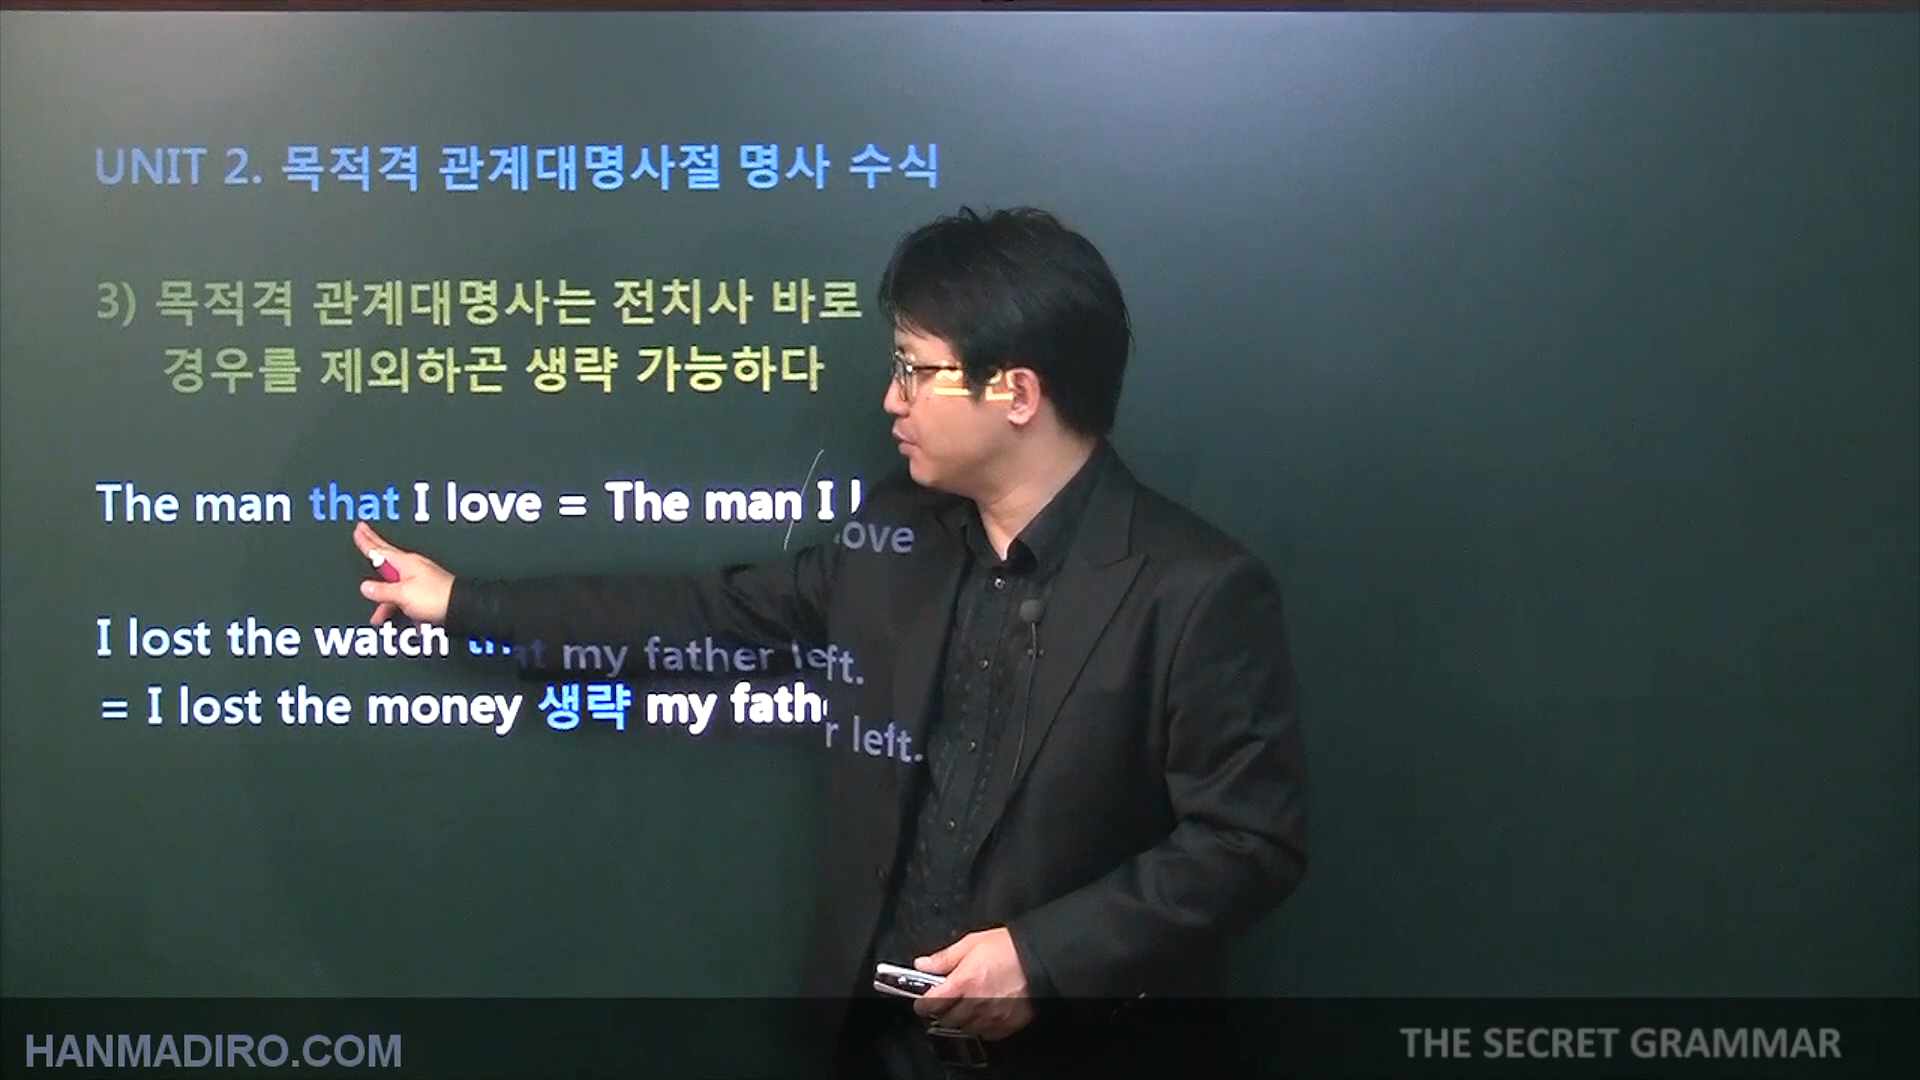 UNIT 2. 목적격 관계대명사절 명사 수식
3) 목적격 관계대명사는 전치사 바로
경우를 제외하곤 생략 가능하다
The man that I love = The man I love
I lost the watch that my father left.
= I lost the money 생략 my father left.
HANMADIRO.COM
THE SECRET GRAMMAR